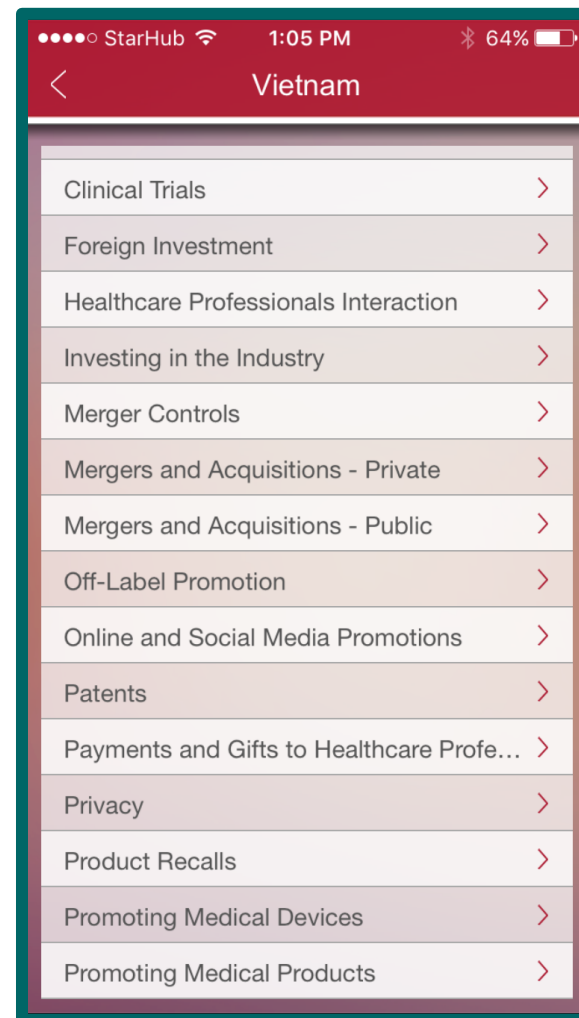 StarHub 1:05 PM 64%
Vietnam
Clinical Trials
Foreign Investment
Healthcare Professionals Interaction
Investing in the Industry
Merger Controls
Mergers and Acquisitions - Private
Mergers and Acquisitions - Public
Off-Label Promotion
Online and Social Media Promotions
Patents
Payments and Gifts to Healthcare Profe...
Privacy
Product Recalls
Promoting Medical Devices
Promoting Medical Products